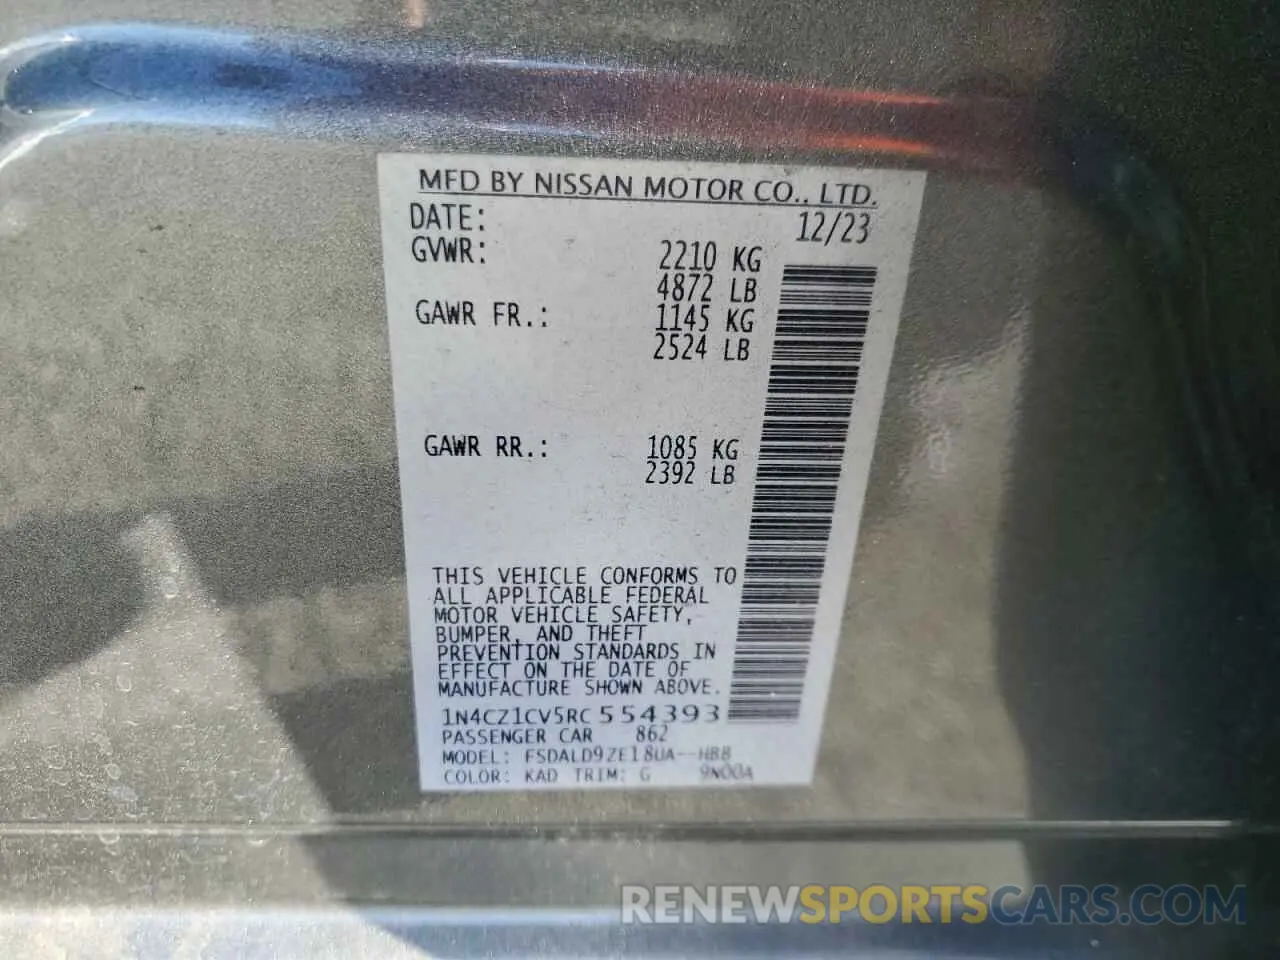 MFD BY NISSAN MOTOR CO., LTD.
DATE: 12/23
GVWR: 2210 KG
4872 LB
GAWR FR.: 1145 KG
2524 LB
GAWR RR.: 1085 KG
2392 LB
THIS VEHICLE CONFORMS TO
ALL APPLICABLE FEDERAL
MOTOR VEHICLE SAFETY,
BUMPER, AND THEFT
PREVENTION STANDARDS IN
EFFECT ON THE DATE OF
MANUFACTURE SHOWN ABOVE.
1N4CZ1CV5RC554393
PASSENGER CAR 862
MODEL: FSDALD9ZE18UA--HBB
COLOR: KAD TRIM: G 9N00A
RENEWSPORTSCARS.COM